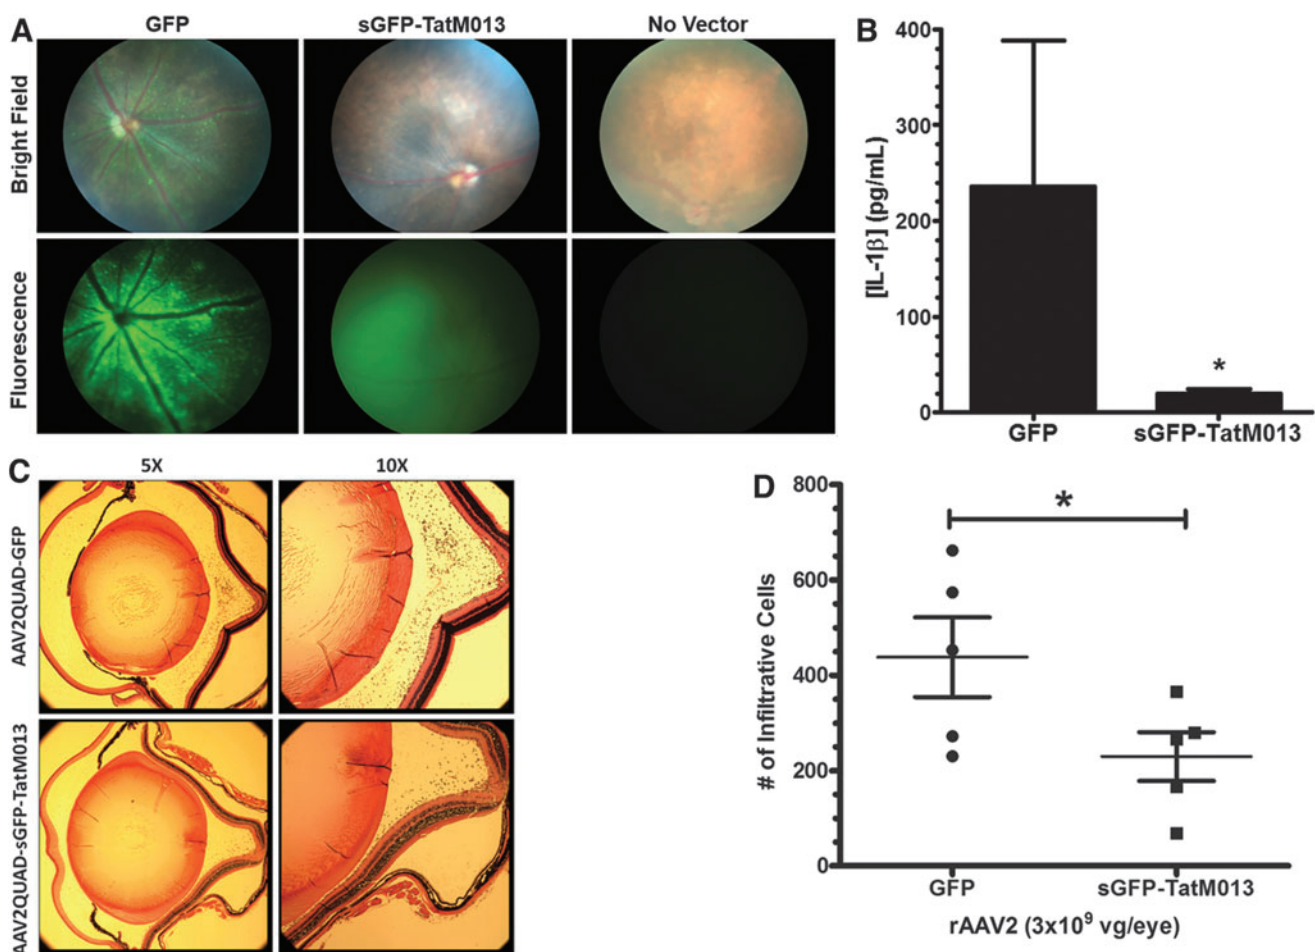 A
GFP
sGFP-TatM013
No Vector
Bright Field
Fluorescence
B
[IL-1β] (pg/mL)
400
300
200
100
0
*
GFP
sGFP-TatM013
C
5X
10X
AAV2QUAD-GFP
AAV2QUAD-sGFP-TatM013
D
# of Infiltrative Cells
800
600
400
200
0
*
GFP
sGFP-TatM013
rAAV2 (3x10⁹ vg/eye)